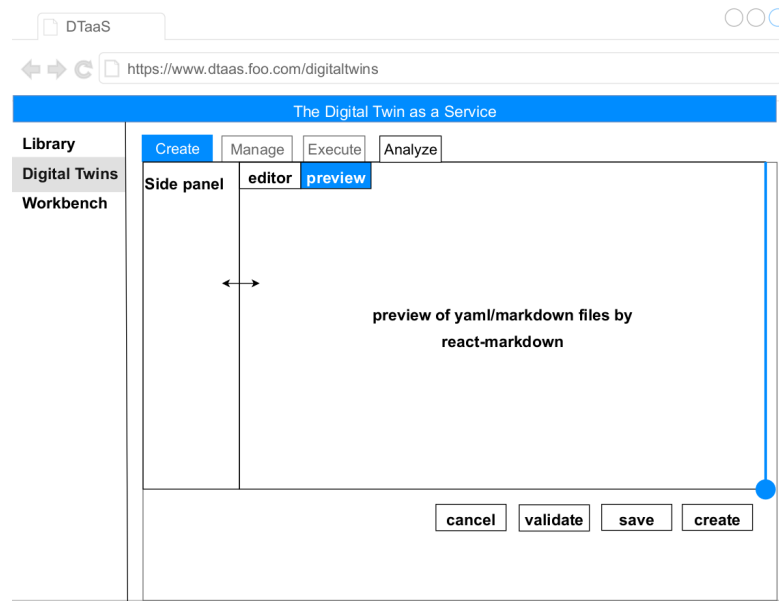 DTaaS
https://www.dtaas.foo.com/digitaltwins
The Digital Twin as a Service
Library
Digital Twins
Workbench
Create
Manage
Execute
Analyze
Side panel
editor
preview
preview of yaml/markdown files by
react-markdown
cancel
validate
save
create